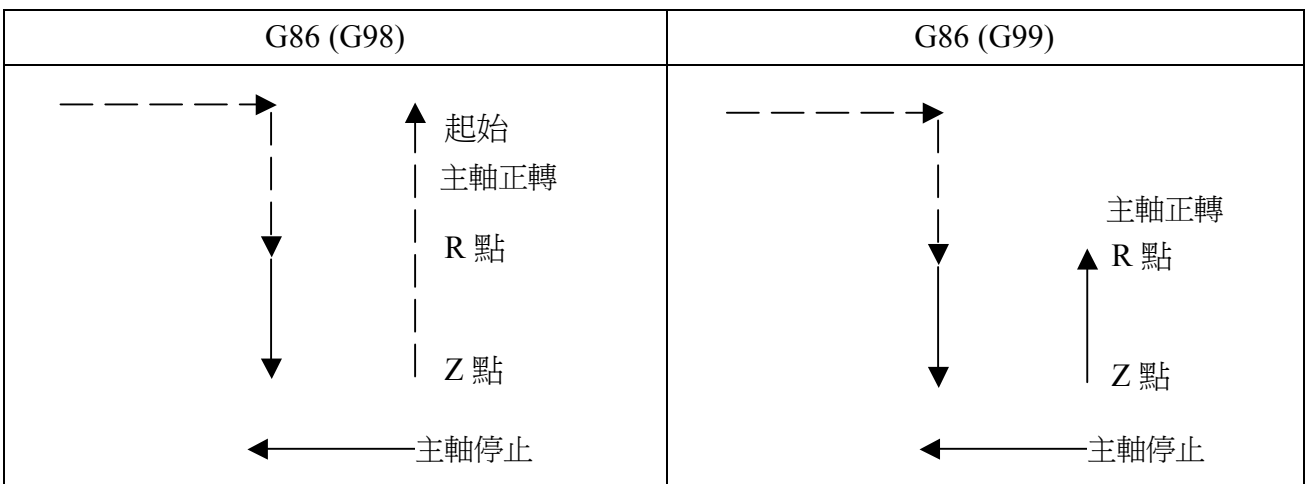 G86 (G98)
G86 (G99)
起始
主軸正轉
R 點
Z 點
主軸停止
主軸正轉
R 點
Z 點
主軸停止